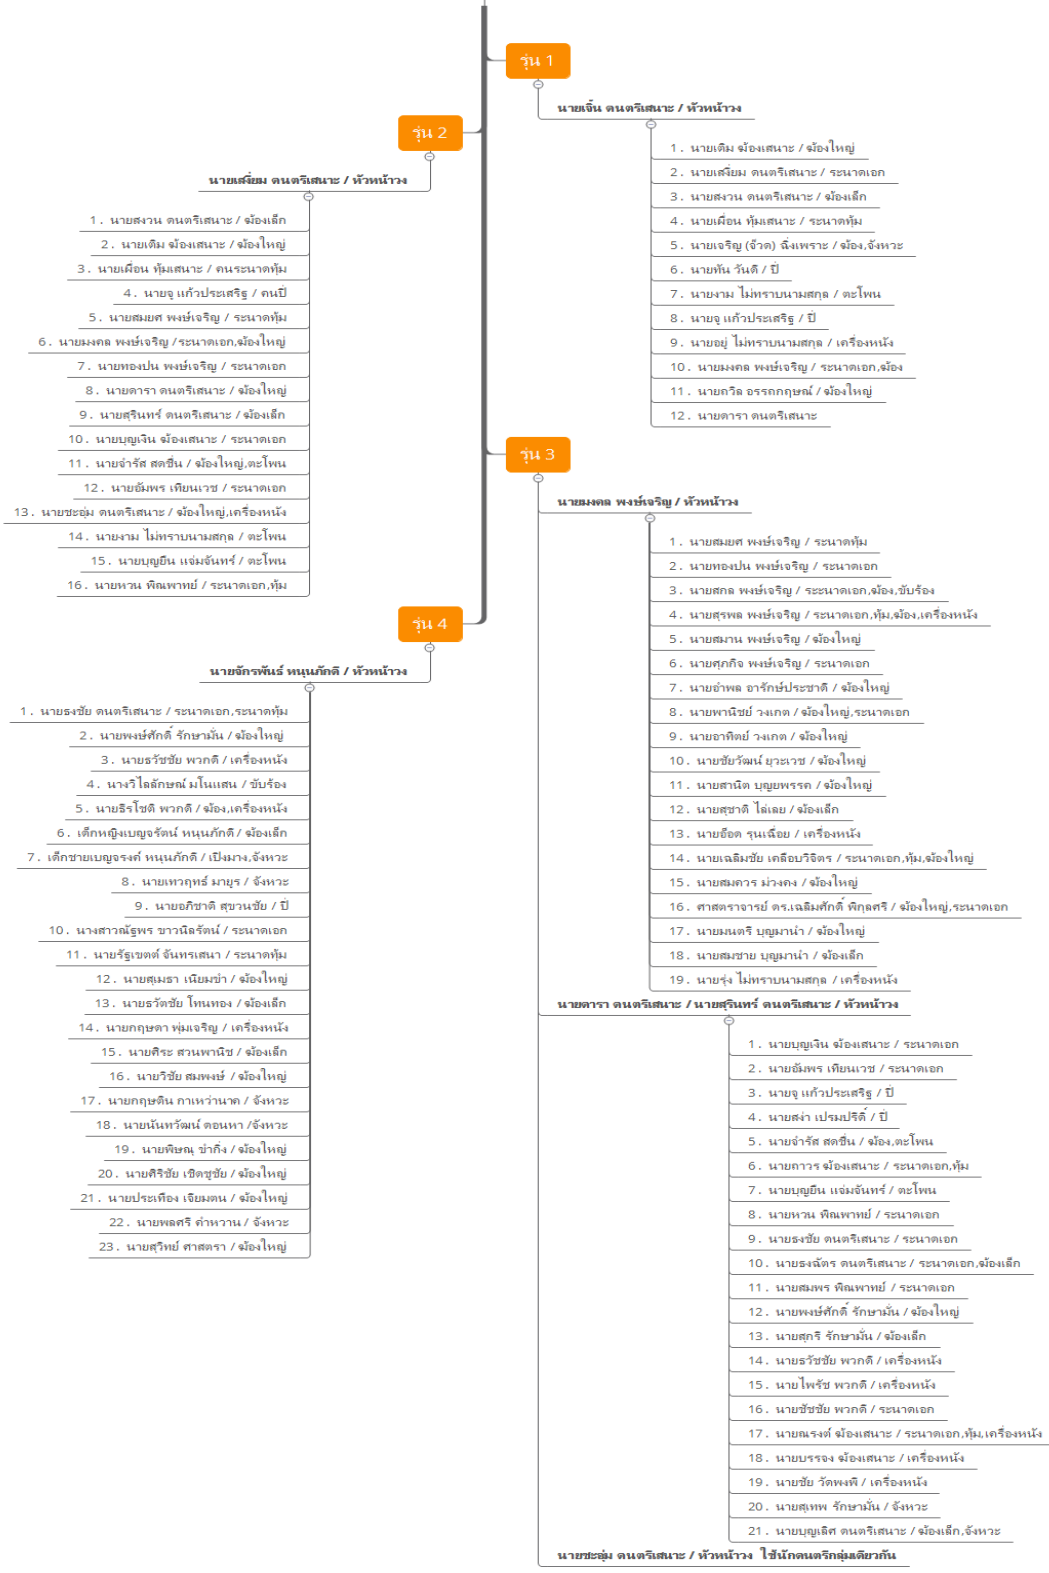 รุ่น 1
นายเจิ้น ดนตรีเสนาะ / หัวหน้าวง
1. นายเติม ฆ้องเสนาะ / ฆ้องใหญ่
2. นายเสงี่ยม ดนตรีเสนาะ / ระนาดเอก
3. นายสงวน ดนตรีเสนาะ / ฆ้องเล็ก
4. นายเผื่อน ทุ้มเสนาะ / ระนาดทุ้ม
5. นายเจริญ (จ๊วด) ฉิ่งเพราะ / ฆ้อง,จังหวะ
6. นายทัน วันดี / ปี่
7. นายงาม ไม่ทราบนามสกุล / ตะโพน
8. นายจู แก้วประเสริฐ / ปี่
9. นายอยู่ ไม่ทราบนามสกุล / เครื่องหนัง
10. นายมงคล พงษ์เจริญ / ระนาดเอก,ฆ้อง
11. นายถวิล อรรถกฤษณ์ / ฆ้องใหญ่
12. นายดารา ดนตรีเสนาะ
รุ่น 2
นายเสงี่ยม ดนตรีเสนาะ / หัวหน้าวง
1. นายสงวน ดนตรีเสนาะ / ฆ้องเล็ก
2. นายเติม ฆ้องเสนาะ / ฆ้องใหญ่
3. นายเผื่อน ทุ้มเสนาะ / คนระนาดทุ้ม
4. นายจู แก้วประเสริฐ / คนปี่
5. นายสมยศ พงษ์เจริญ / ระนาดทุ้ม
6. นายมงคล พงษ์เจริญ /ระนาดเอก,ฆ้องใหญ่
7. นายทองปน พงษ์เจริญ / ระนาดเอก
8. นายดารา ดนตรีเสนาะ / ฆ้องใหญ่
9. นายสุรินทร์ ดนตรีเสนาะ / ฆ้องเล็ก
10. นายบุญเงิน ฆ้องเสนาะ / ระนาดเอก
11. นายจำรัส สดชื่น / ฆ้องใหญ่,ตะโพน
12. นายอัมพร เทียนเวช / ระนาดเอก
13. นายชะอุ่ม ดนตรีเสนาะ / ฆ้องใหญ่,เครื่องหนัง
14. นายงาม ไม่ทราบนามสกุล / ตะโพน
15. นายบุญยืน แจ่มจันทร์ / ตะโพน
16. นายหวน พิณพาทย์ / ระนาดเอก,ทุ้ม
รุ่น 3
นายมงคล พงษ์เจริญ / หัวหน้าวง
1. นายสมยศ พงษ์เจริญ / ระนาดทุ้ม
2. นายทองปน พงษ์เจริญ / ระนาดเอก
3. นายสกล พงษ์เจริญ / ระะนาดเอก,ฆ้อง,ขับร้อง
4. นายสุรพล พงษ์เจริญ / ระนาดเอก,ทุ้ม,ฆ้อง,เครื่องหนัง
5. นายสมาน พงษ์เจริญ / ฆ้องใหญ่
6. นายศุภกิจ พงษ์เจริญ / ระนาดเอก
7. นายอำพล อารักษ์ประชาติ / ฆ้องใหญ่
8. นายพานิชย์ วงเกต / ฆ้องใหญ่,ระนาดเอก
9. นายอาทิตย์ วงเกต / ฆ้องใหญ่
10. นายชัยวัฒน์ ยุวะเวช / ฆ้องใหญ่
11. นายสานิต บุญยพรรค / ฆ้องใหญ่
12. นายสุชาติ ไล่เลย / ฆ้องเล็ก
13. นายอ๊อด รุนเฉื่อย / เครื่องหนัง
14. นายเฉลิมชัย เคลือบวิจิตร / ระนาดเอก,ทุ้ม,ฆ้องใหญ่
15. นายสมควร ม่วงคง / ฆ้องใหญ่
16. ศาสตราจารย์ ดร.เฉลิมศักดิ์ พิกุลศรี / ฆ้องใหญ่,ระนาดเอก
17. นายมนตรี บุญมานำ / ฆ้องใหญ่
18. นายสมชาย บุญมานำ / ฆ้องเล็ก
19. นายรุ่ง ไม่ทราบนามสกุล / เครื่องหนัง
นายดารา ดนตรีเสนาะ / นายสุรินทร์ ดนตรีเสนาะ / หัวหน้าวง
1. นายบุญเงิน ฆ้องเสนาะ / ระนาดเอก
2. นายอัมพร เทียนเวช / ระนาดเอก
3. นายจู แก้วประเสริฐ / ปี่
4. นายสง่า เปรมปริดิ์ / ปี่
5. นายจำรัส สดชื่น / ฆ้อง,ตะโพน
6. นายถาวร ฆ้องเสนาะ / ระนาดเอก,ทุ้ม
7. นายบุญยืน แจ่มจันทร์ / ตะโพน
8. นายหวน พิณพาทย์ / ระนาดเอก
9. นายธงชัย ดนตรีเสนาะ / ระนาดเอก
10. นายธงฉัตร ดนตรีเสนาะ / ระนาดเอก,ฆ้องเล็ก
11. นายสมพร พิณพาทย์ / ระนาดเอก
12. นายพงษ์ศักดิ์ รักษามั่น / ฆ้องใหญ่
13. นายสุกรี รักษามั่น / ฆ้องเล็ก
14. นายธวัชชัย พวกดี / เครื่องหนัง
15. นายไพรัช พวกดี / เครื่องหนัง
16. นายชัชชัย พวกดี / ระนาดเอก
17. นายณรงค์ ฆ้องเสนาะ / ระนาดเอก,ทุ้ม,เครื่องหนัง
18. นายบรรจง ฆ้องเสนาะ / เครื่องหนัง
19. นายชัย วัดพงพี / เครื่องหนัง
20. นายสุเทพ รักษามั่น / จังหวะ
21. นายบุญเลิศ ดนตรีเสนาะ / ฆ้องเล็ก,จังหวะ
นายชะอุ่ม ดนตรีเสนาะ / หัวหน้าวง ใช้นักดนตรีกลุ่มเดียวกัน
รุ่น 4
นายจักรพันธ์ หนุนภักดี / หัวหน้าวง
1. นายธงชัย ดนตรีเสนาะ / ระนาดเอก,ระนาดทุ้ม
2. นายพงษ์ศักดิ์ รักษามั่น / ฆ้องใหญ่
3. นายธวัชชัย พวกดี / เครื่องหนัง
4. นางวิไลลักษณ์ มโนแสน / ขับร้อง
5. นายธิรโชติ พวกดี / ฆ้อง,เครื่องหนัง
6. เด็กหญิงเบญจรัตน์ หนุนภักดี / ฆ้องเล็ก
7. เด็กชายเบญจรงค์ หนุนภักดี / เปิงมาง,จังหวะ
8. นายเทวฤทธ์ มายุร / จังหวะ
9. นายอภิชาติ สุขวนชัย / ปี่
10. นางสาวณัฐพร ขาวนิลรัตน์ / ระนาดเอก
11. นายรัฐเขตต์ จันทรเสนา / ระนาดทุ้ม
12. นายสุเมธา เนียมขำ / ฆ้องใหญ่
13. นายธวัตชัย โทนทอง / ฆ้องเล็ก
14. นายกฤษดา พุ่มเจริญ / เครื่องหนัง
15. นายศิระ สวนพานิช / ฆ้องเล็ก
16. นายวิชัย สมพงษ์ / ฆ้องใหญ่
17. นายกฤษติน กาเหว่านาค / จังหวะ
18. นายนันทวัฒน์ ดอนหา /จังหวะ
19. นายพิษณุ ขำกิ่ง / ฆ้องใหญ่
20. นายศิริชัย เชิดชูชัย / ฆ้องใหญ่
21. นายประเทือง เจียมตน / ฆ้องใหญ่
22. นายพลศรี คำหวาน / จังหวะ
23. นายสุวิทย์ ศาสตรา / ฆ้องใหญ่